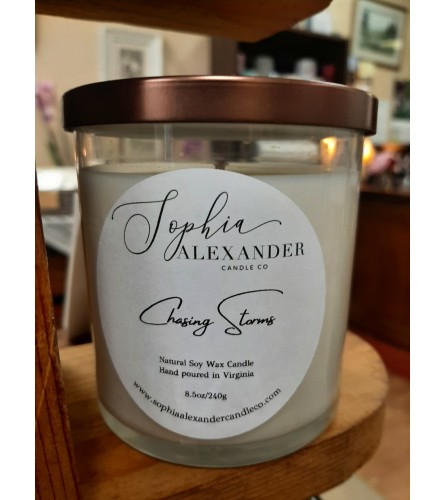 Sophia
ALEXANDER
CANDLE CO
Chasing Storms
Natural Soy Wax Candle
Hand poured in Virginia
8.5oz/240g
www.sophiaalexandercandleco.com